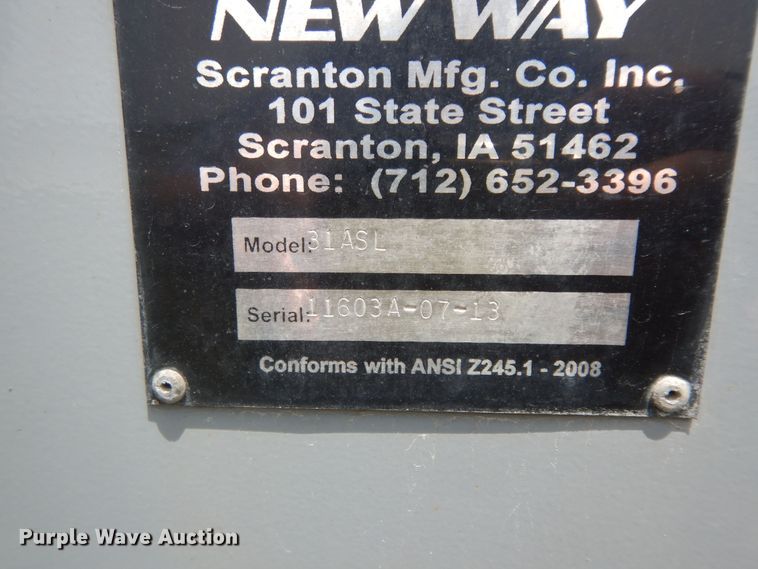 NEW WAY
Scranton Mfg. Co. Inc.
101 State Street
Scranton, IA 51462
Phone: (712) 652-3396
Model: 31ASL
Serial: 11603A-07-13
Conforms with ANSI Z245.1 - 2008
Purple Wave Auction